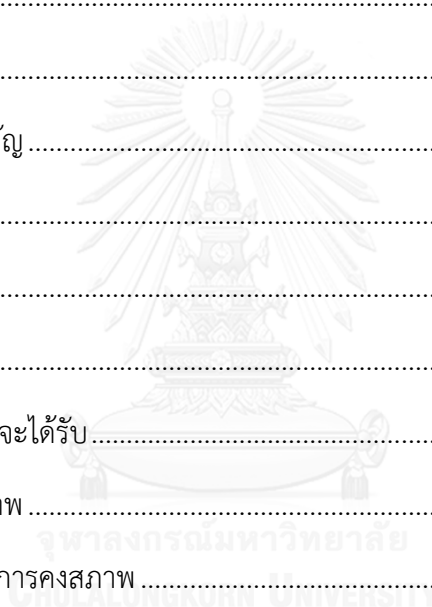 ..........................................................
..........................................................
ัญ......................................................
..........................................................
..........................................................
..........................................................
จะได้รับ.............................................
าพ......................................................
จุฬาลงกรณ์มหาวิทยาลัย
การคงสภาพ......................................
CHULALONGKORN UNIVERSITY